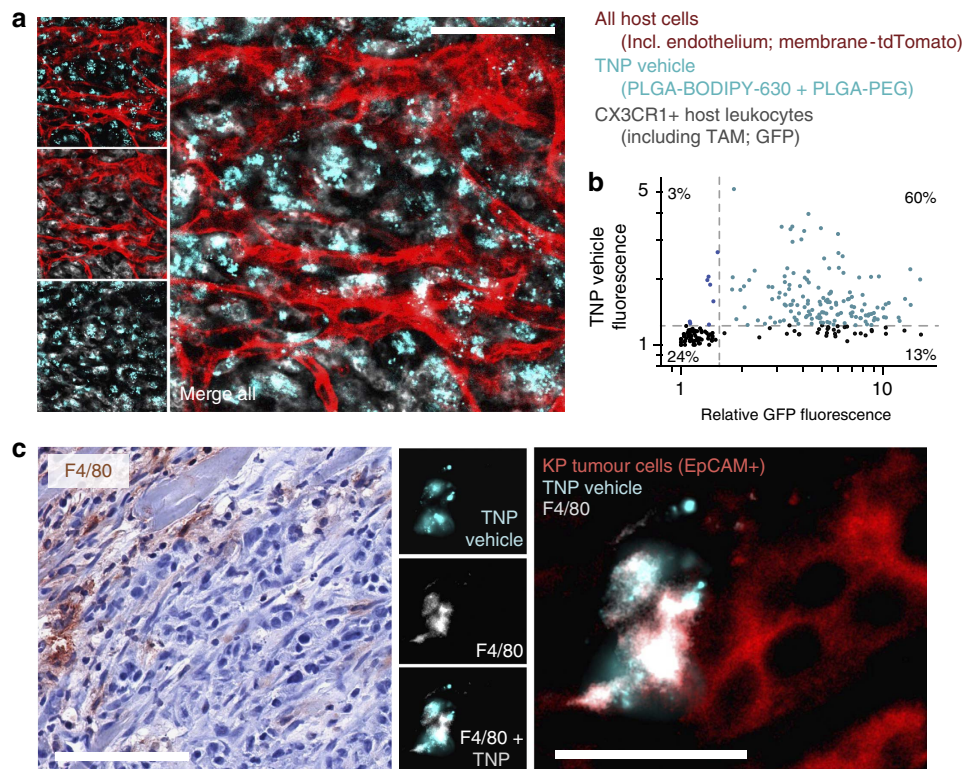 a
Merge all
All host cells
(Incl. endothelium; membrane-tdTomato)
TNP vehicle
(PLGA-BODIPY-630 + PLGA-PEG)
CX3CR1+ host leukocytes
(including TAM; GFP)
b
5
3%
60%
TNP vehicle
fluorescence
1
24%
13%
1
10
Relative GFP fluorescence
c
F4/80
TNP
vehicle
F4/80
F4/80 +
TNP
KP tumour cells (EpCAM+)
TNP vehicle
F4/80